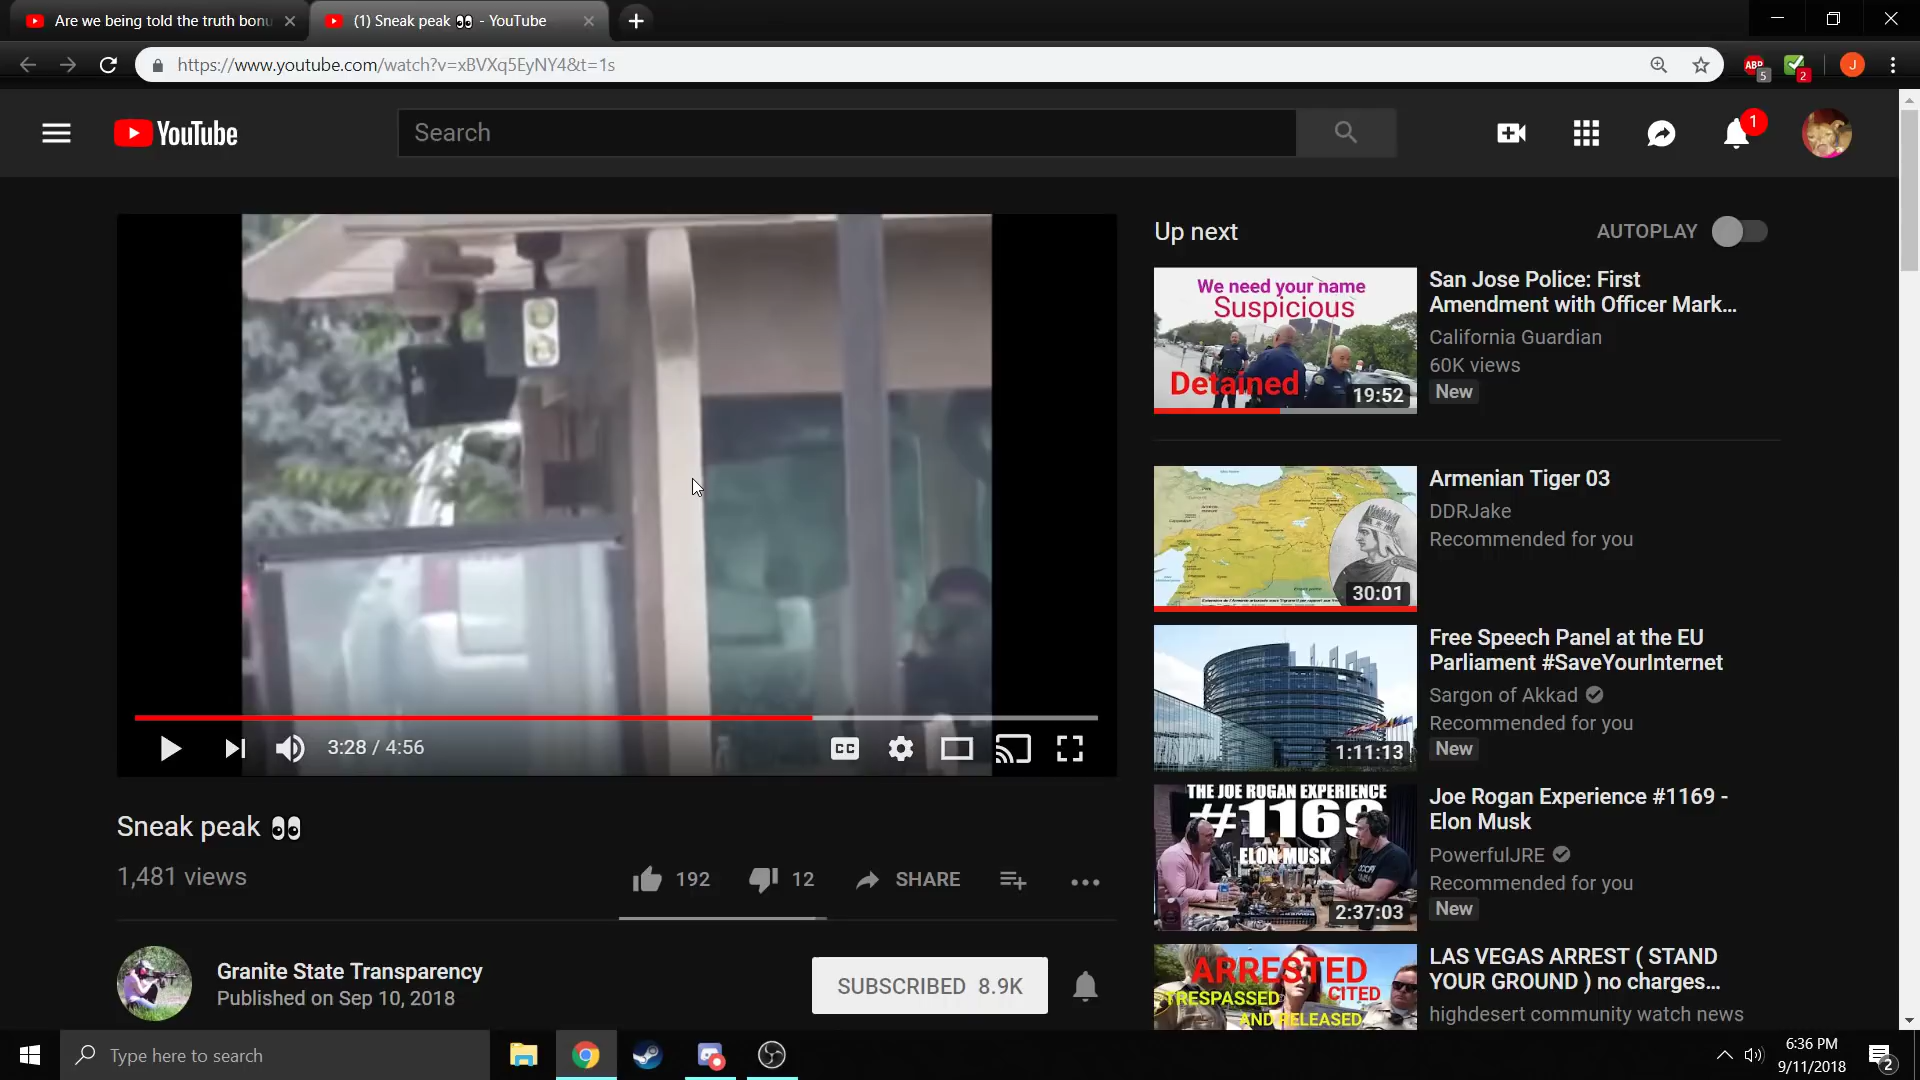 Are we being told the truth bonu
(1) Sneak peak 👀 - YouTube
https://www.youtube.com/watch?v=xBVXq5EyNY4&t=1s
ABP
5
2
J
YouTube
Search
1
Up next
AUTOPLAY
We need your name
Suspicious
Detained
19:52
San Jose Police: First
Amendment with Officer Mark...
California Guardian
60K views
New
30:01
Armenian Tiger 03
DDRJake
Recommended for you
1:11:13
Free Speech Panel at the EU
Parliament #SaveYourInternet
Sargon of Akkad
Recommended for you
New
THE JOE ROGAN EXPERIENCE
#1169
ELON MUSK
2:37:03
Joe Rogan Experience #1169 -
Elon Musk
PowerfulJRE
Recommended for you
New
ARRESTED
TRESPASSED
CITED
AND RELEASED
LAS VEGAS ARREST ( STAND
YOUR GROUND ) no charges...
highdesert community watch news
3:28 / 4:56
CC
Sneak peak 👀
1,481 views
192
12
SHARE
Granite State Transparency
Published on Sep 10, 2018
SUBSCRIBED 8.9K
Type here to search
6:36 PM
9/11/2018
2